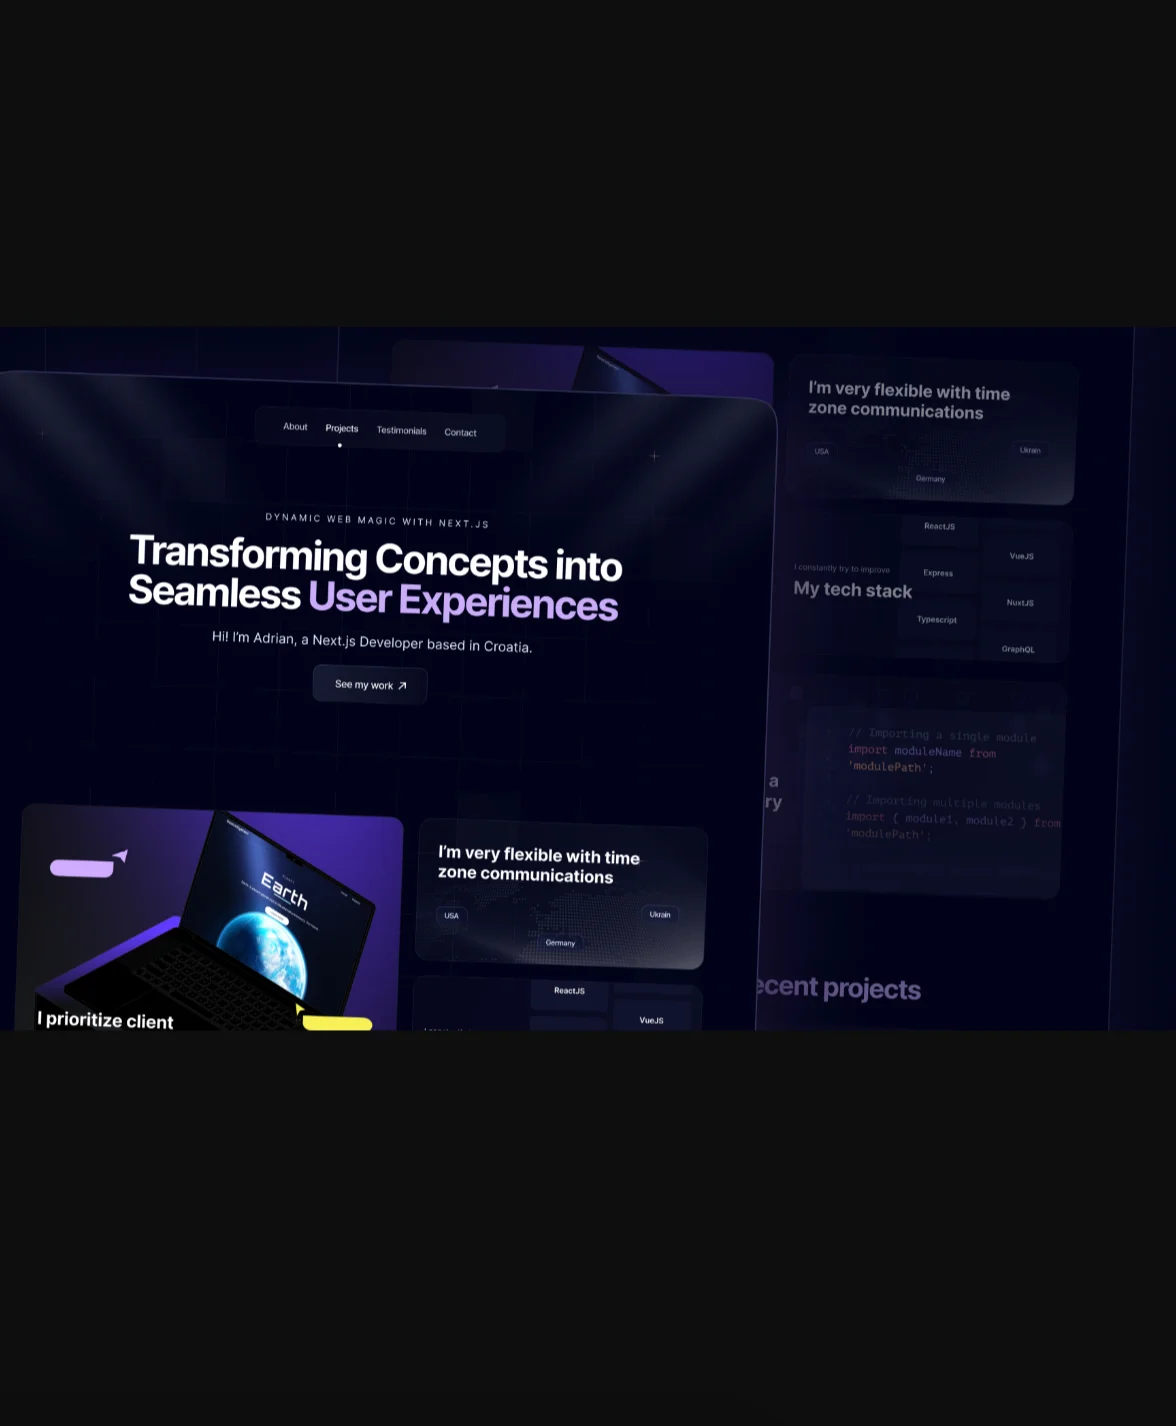 About Projects Testimonials Contact
DYNAMIC WEB MAGIC WITH NEXT.JS
Transforming Concepts into
Seamless User Experiences
Hi! I'm Adrian, a Next.js Developer based in Croatia.
See my work
Earth
I prioritize client
I'm very flexible with time
zone communications
USA
Ukrain
Germany
ReactJS
VueJS
I'm very flexible with time
zone communications
USA
Ukrain
Germany
I constantly try to improve
My tech stack
ReactJS
VueJS
Express
NuxtJS
Typescript
GraphQL
a
ry
// Importing a single module
import moduleName from
'modulePath';
// Importing multiple modules
import { module1, module2 } from
'modulePath';
ecent projects